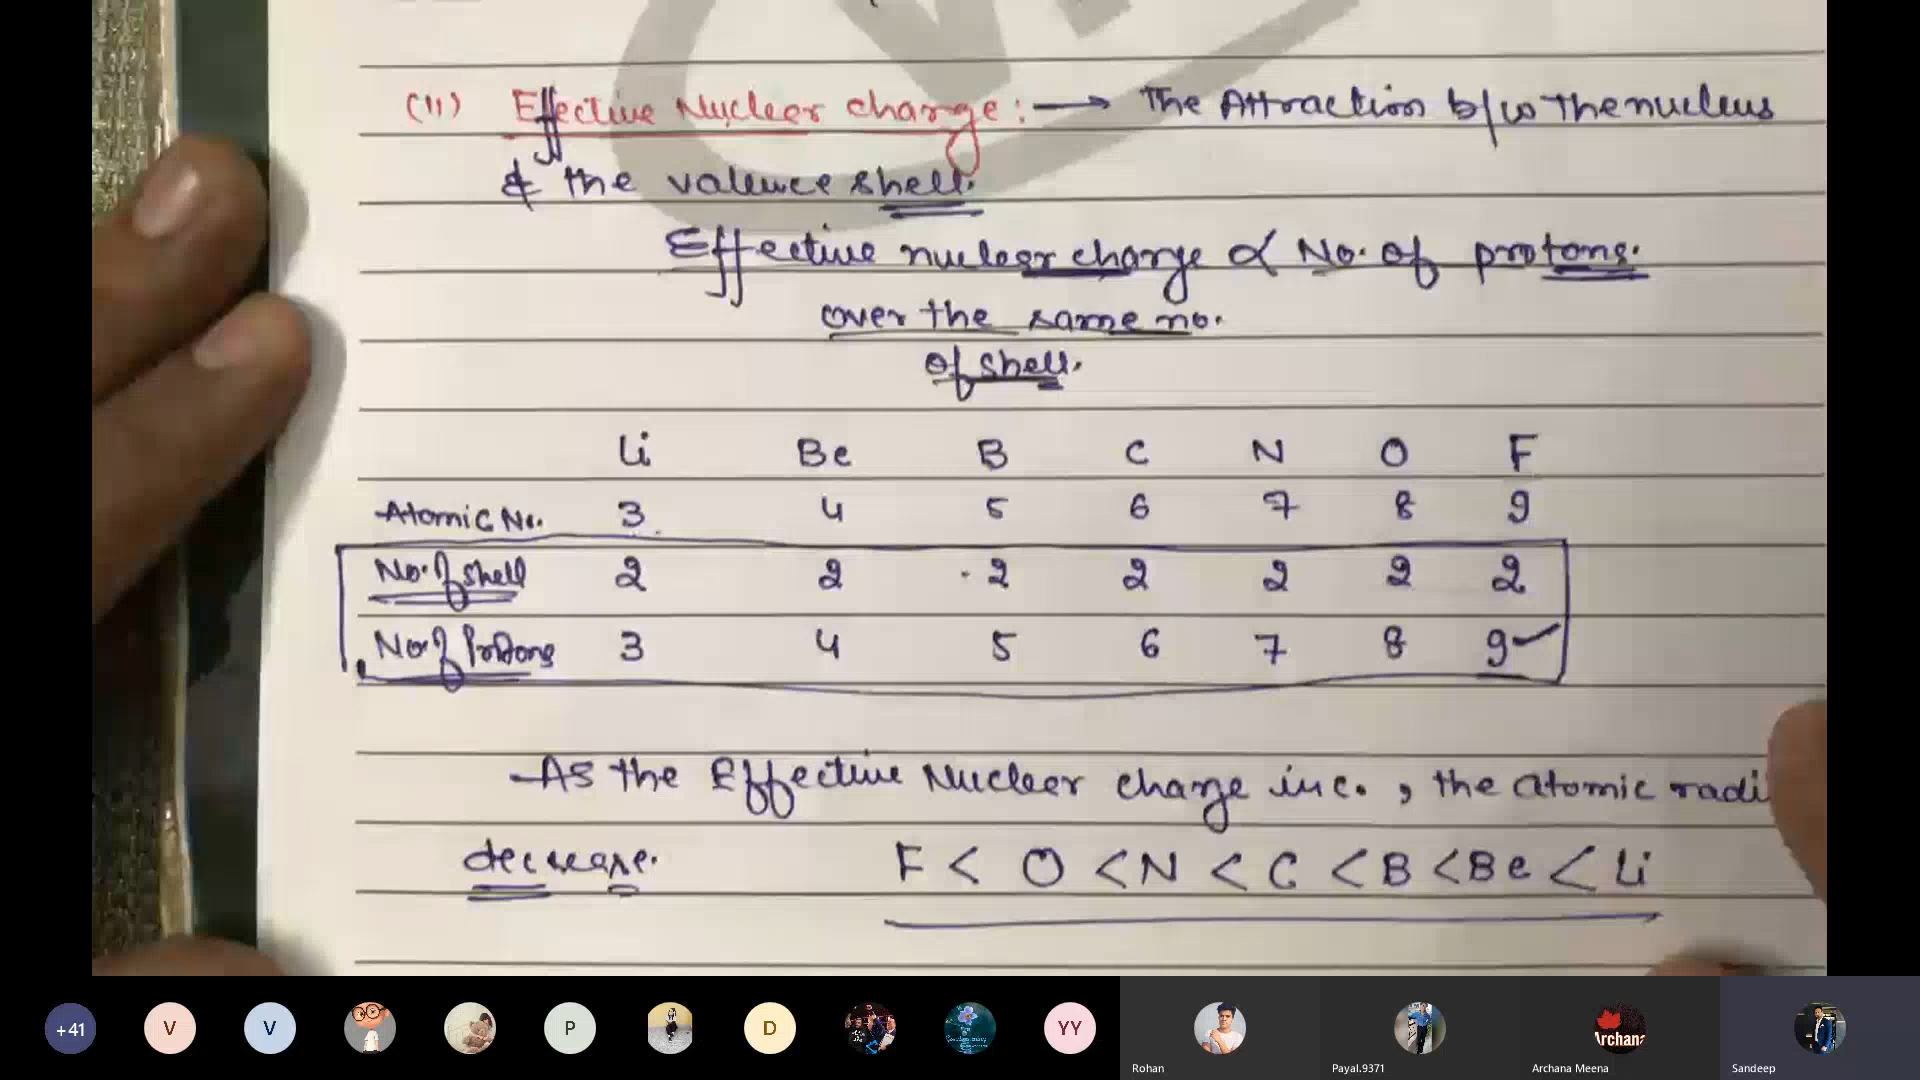 (11) Effective Nucleer charge: → The Attraction b/w the nucleus
& the valence shell.
Effective nucleer charge ∝ No. of protons.
over the same no.
of shell.
Li Be B C N O F
Atomic No. 3 4 5 6 7 8 9
No. of shell 2 2 2 2 2 2 2
No of Protons 3 4 5 6 7 8 9
As the Effective Nucleer charge inc., the atomic radi
decrease. F < O < N < C < B < Be < Li
+41 V V P D YY
Rohan Payal.9371 Archana Meena Sandeep